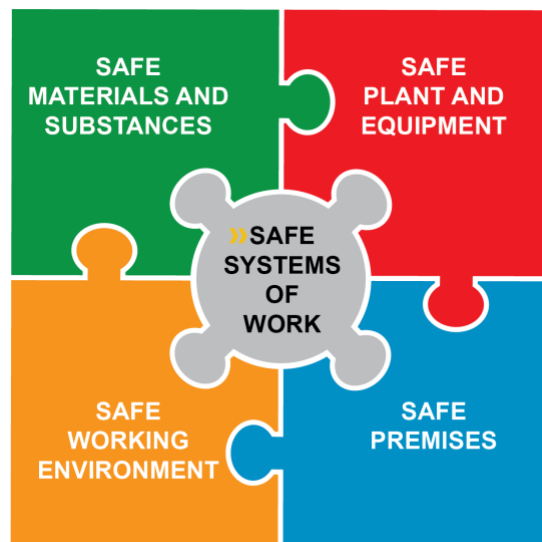 SAFE
MATERIALS AND
SUBSTANCES
SAFE
PLANT AND
EQUIPMENT
»SAFE
SYSTEMS
OF
WORK
SAFE
WORKING
ENVIRONMENT
SAFE
PREMISES